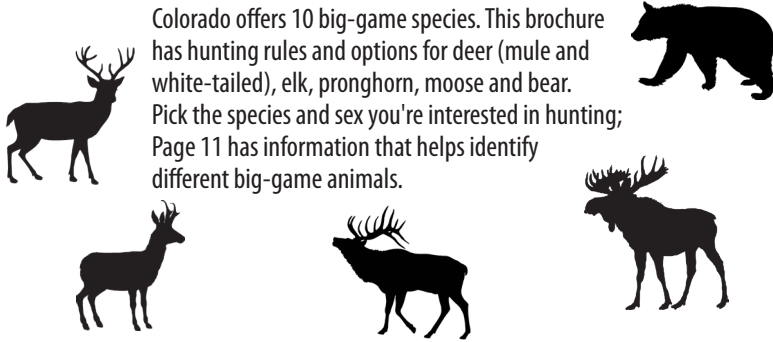 Colorado offers 10 big-game species. This brochure
has hunting rules and options for deer (mule and
white-tailed), elk, pronghorn, moose and bear.
Pick the species and sex you're interested in hunting;
Page 11 has information that helps identify
different big-game animals.